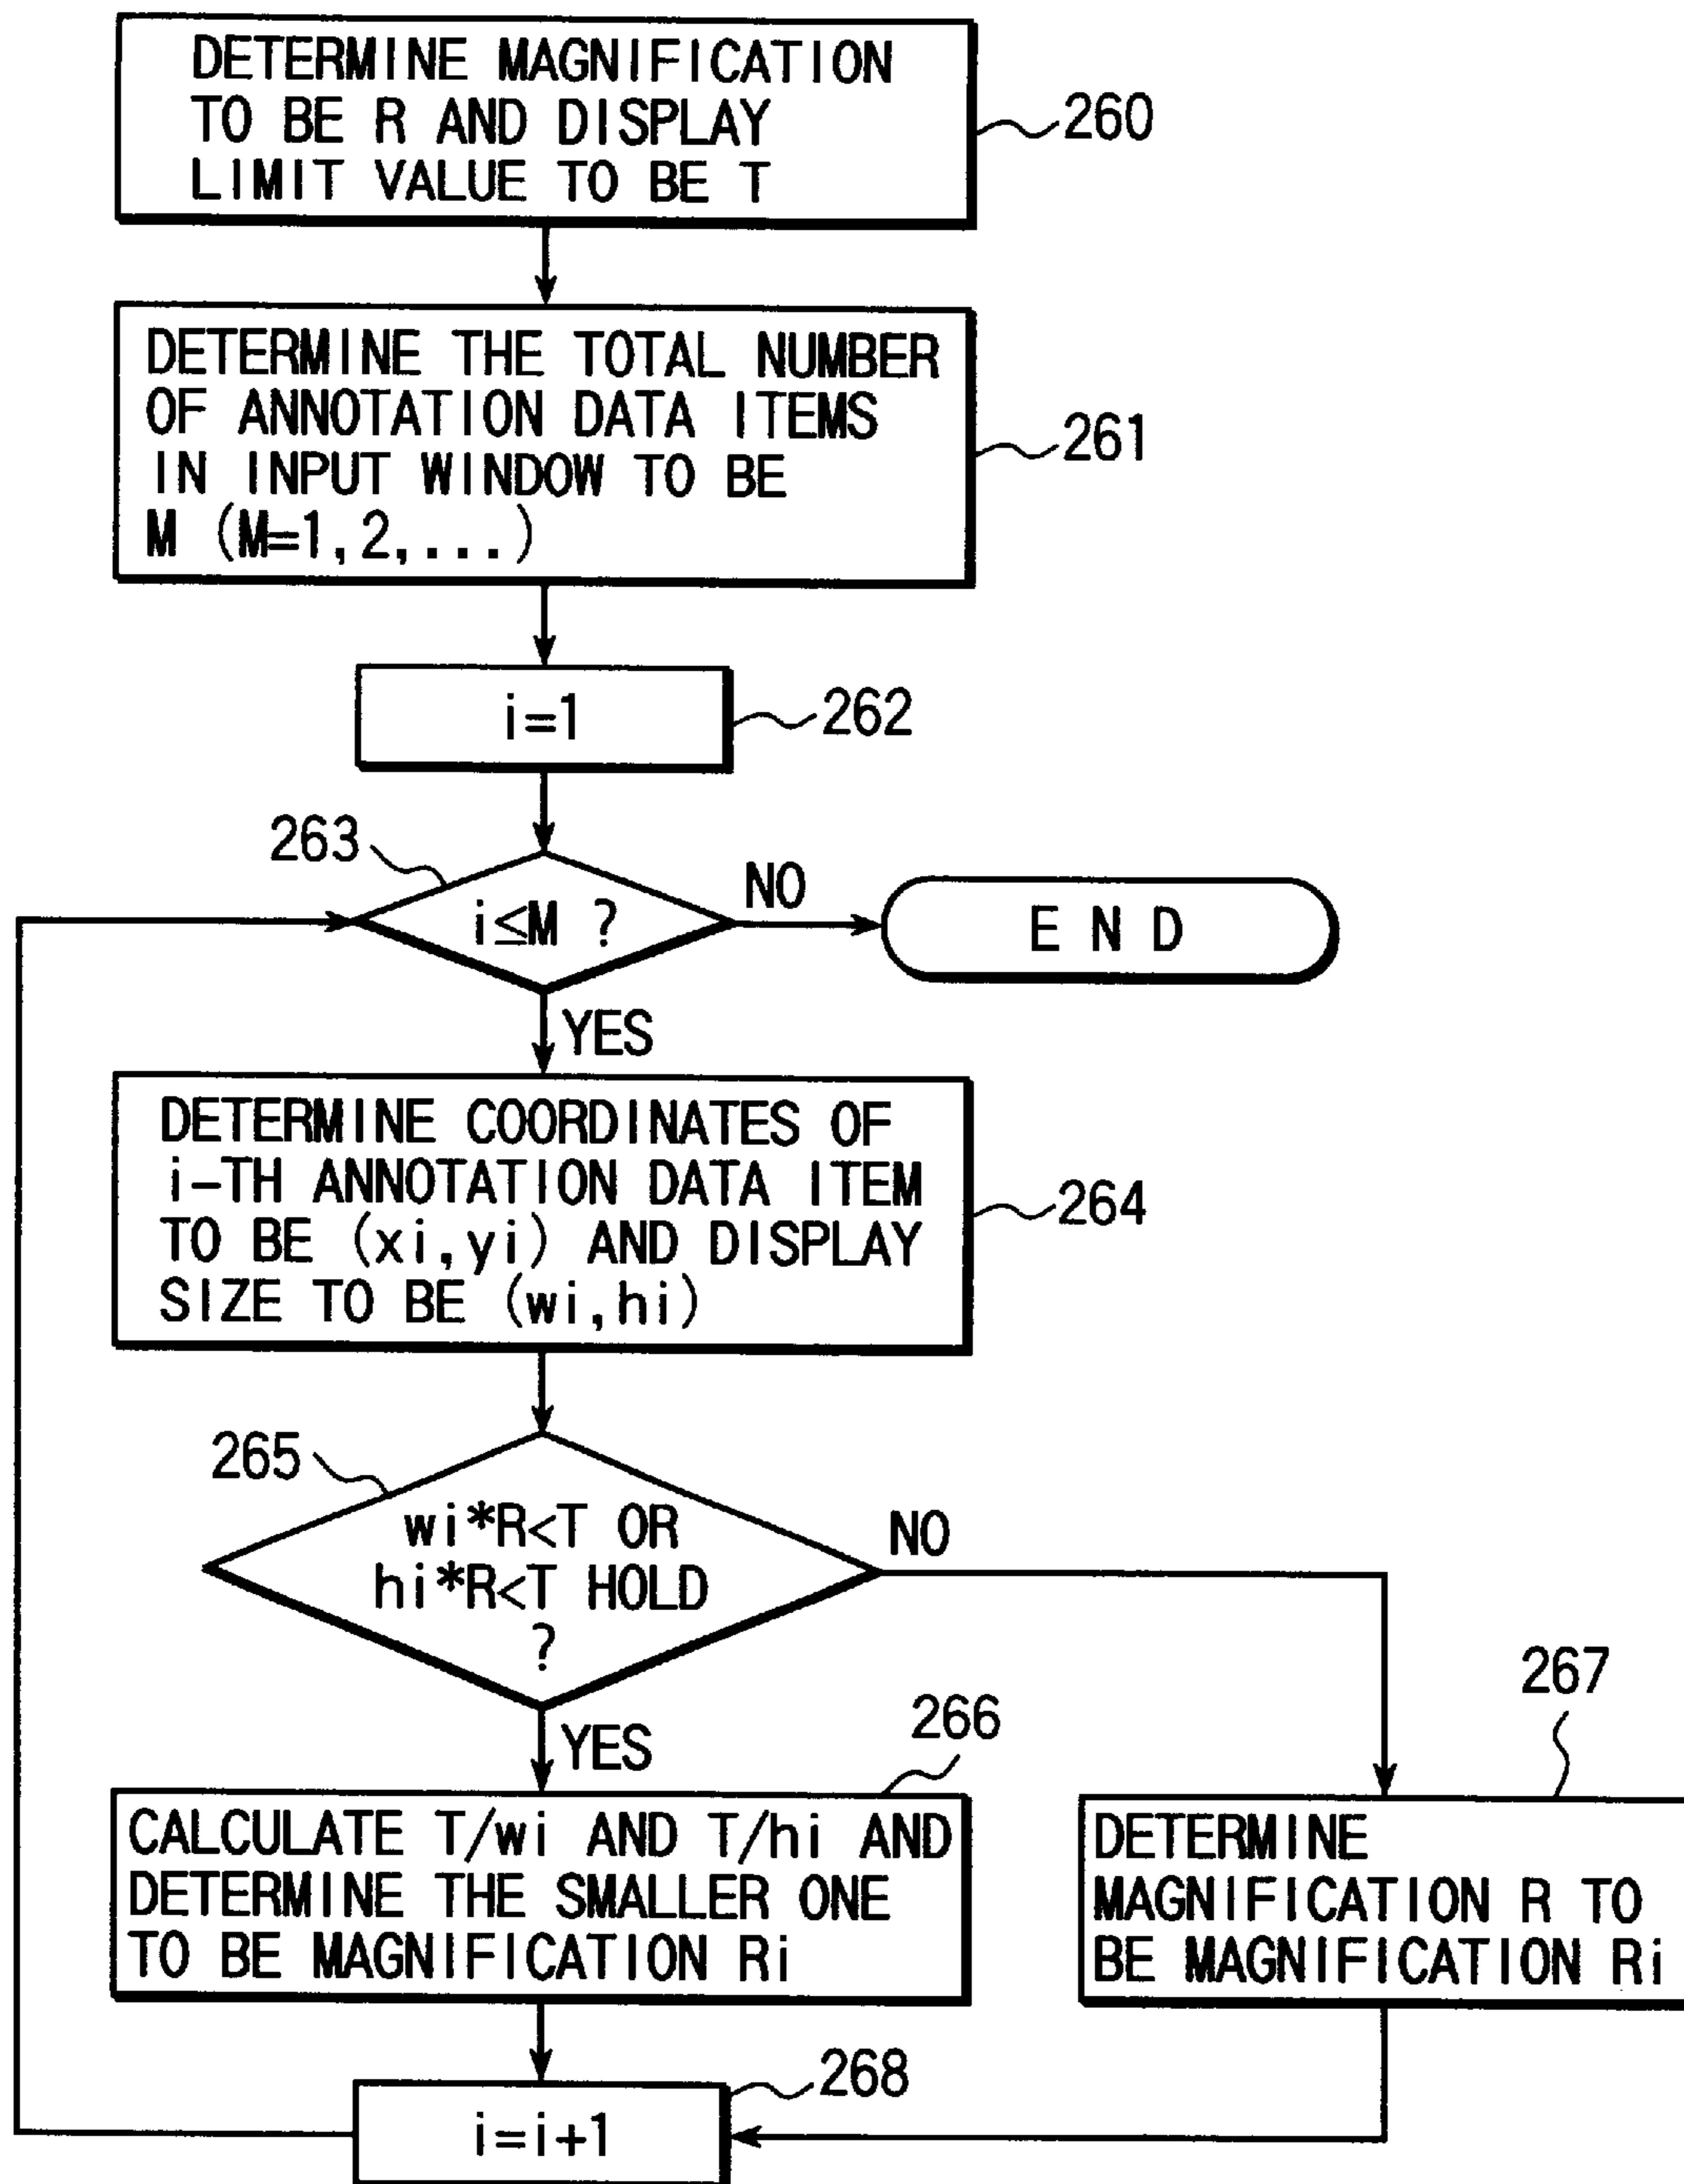 DETERMINE MAGNIFICATION
TO BE R AND DISPLAY
LIMIT VALUE TO BE T
260
DETERMINE THE TOTAL NUMBER
OF ANNOTATION DATA ITEMS
IN INPUT WINDOW TO BE
M (M=1,2,...)
261
i=1
262
263
i≤M ?
NO
END
YES
DETERMINE COORDINATES OF
i-TH ANNOTATION DATA ITEM
TO BE (xi,yi) AND DISPLAY
SIZE TO BE (wi,hi)
264
265
wi*R<T OR
hi*R<T HOLD
?
NO
YES
266
CALCULATE T/wi AND T/hi AND
DETERMINE THE SMALLER ONE
TO BE MAGNIFICATION Ri
267
DETERMINE
MAGNIFICATION R TO
BE MAGNIFICATION Ri
268
i=i+1